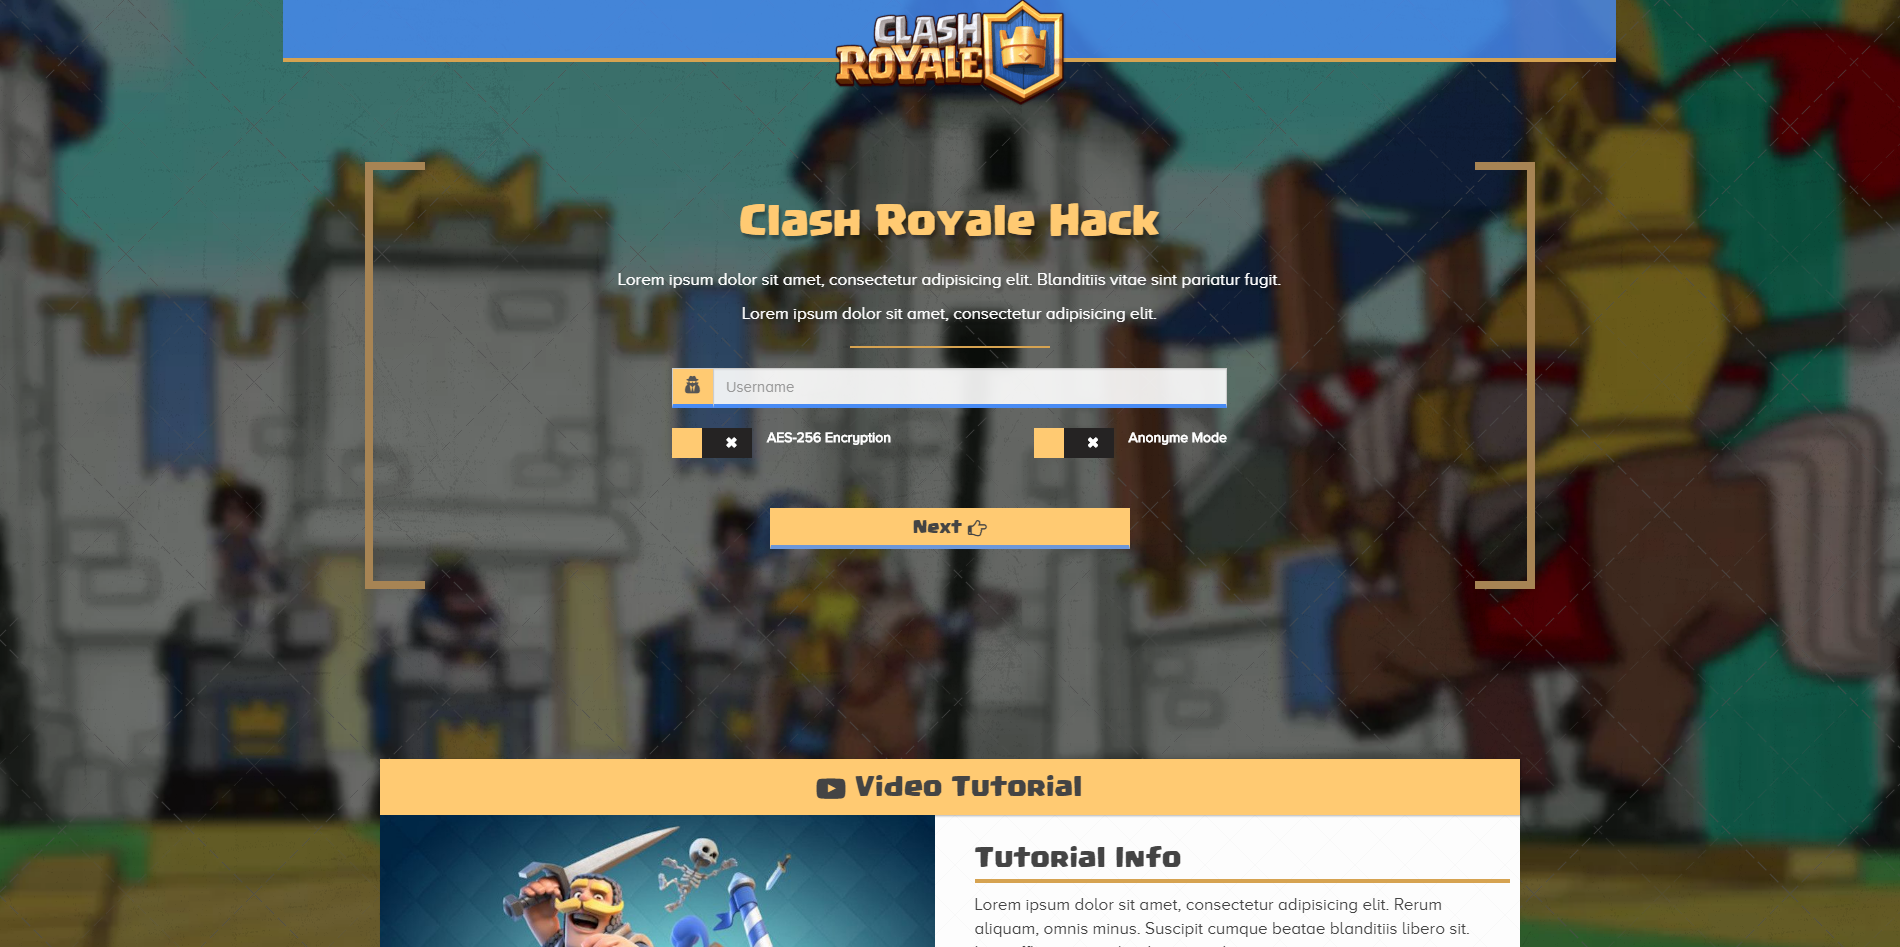 CLASH
ROYALE
Clash Royale Hack
Lorem ipsum dolor sit amet, consectetur adipisicing elit. Blanditiis vitae sint pariatur fugit.
Lorem ipsum dolor sit amet, consectetur adipisicing elit.
Username
AES-256 Encryption
Anonyme Mode
Next
Video Tutorial
Tutorial Info
Lorem ipsum dolor sit amet, consectetur adipisicing elit. Rerum
aliquam, omnis minus. Suscipit cumque beatae blanditiis libero sit.